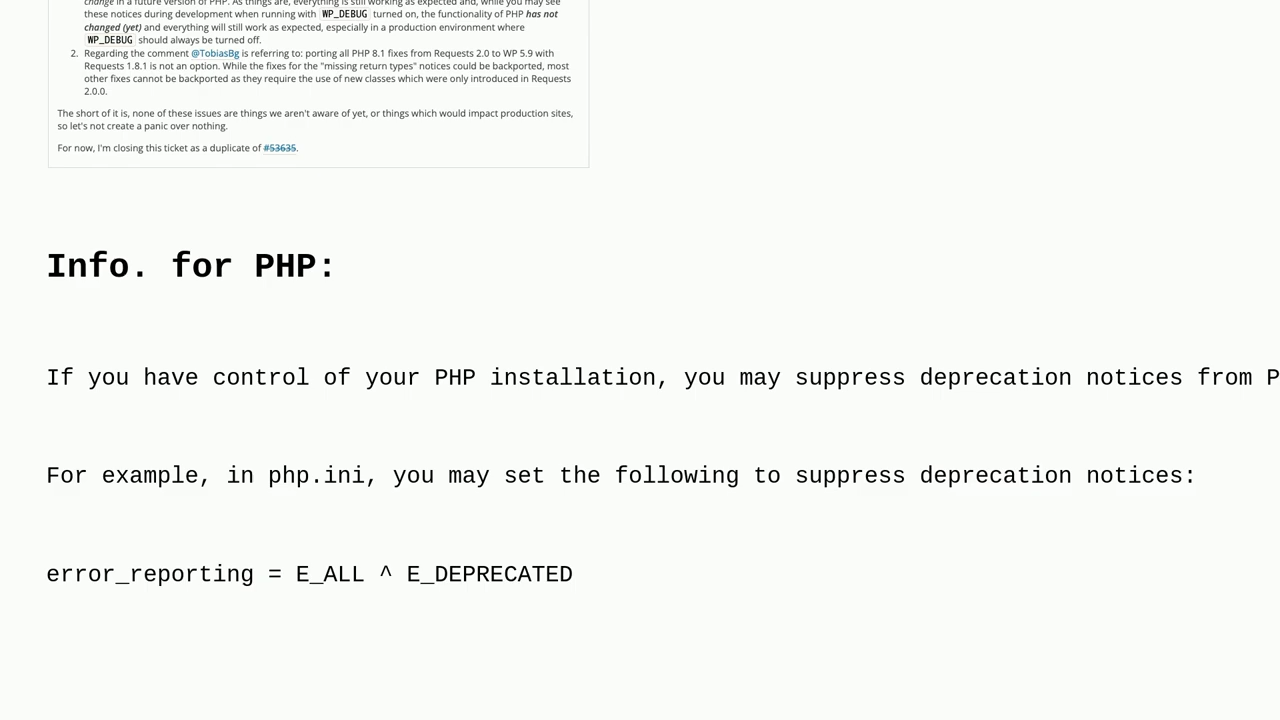 change in a future version of PHP. As things are, everything is still working as expected and, while you may see
these notices during development when running with WP_DEBUG turned on, the functionality of PHP has not
changed (yet) and everything will still work as expected, especially in a production environment where
WP_DEBUG should always be turned off.
2. Regarding the comment @TobiasBg is referring to: porting all PHP 8.1 fixes from Requests 2.0 to WP 5.9 with
Requests 1.8.1 is not an option. While the fixes for the "missing return types" notices could be backported, most
other fixes cannot be backported as they require the use of new classes which were only introduced in Requests
2.0.0.
The short of it is, none of these issues are things we aren't aware of yet, or things which would impact production sites,
so let's not create a panic over nothing.
For now, I'm closing this ticket as a duplicate of #53635.
Info. for PHP:
If you have control of your PHP installation, you may suppress deprecation notices from P
For example, in php.ini, you may set the following to suppress deprecation notices:
error_reporting = E_ALL ^ E_DEPRECATED